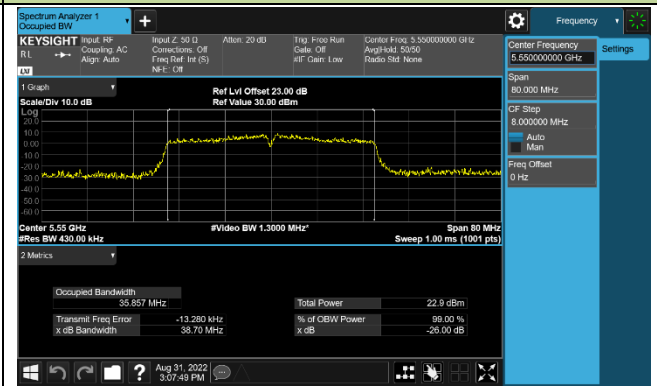 Spectrum Analyzer 1
Occupied BW
+
Frequency
KEYSIGHT
RL
LXI
Input: RF
Coupling: AC
Align: Auto
Input Z: 50 Ω
Corrections: Off
Freq Ref: Int (S)
NFE: Off
Atten: 20 dB
Trig: Free Run
Gate: Off
#IF Gain: Low
Center Freq: 5.550000000 GHz
Avg|Hold: 50/50
Radio Std: None
Center Frequency
5.550000000 GHz
Settings
Span
80.000 MHz
CF Step
8.000000 MHz
Auto
Man
Freq Offset
0 Hz
1 Graph
Scale/Div 10.0 dB
Ref Lvl Offset 23.00 dB
Ref Value 30.00 dBm
Log
20.0
10.0
0.00
-10.0
-20.0
-30.0
-40.0
-50.0
-60.0
Center 5.55 GHz
#Video BW 1.3000 MHz*
Span 80 MHz
#Res BW 430.00 kHz
Sweep 1.00 ms (1001 pts)
2 Metrics
Occupied Bandwidth
35.857 MHz
Total Power
22.9 dBm
Transmit Freq Error
-13.280 kHz
% of OBW Power
99.00 %
x dB Bandwidth
38.70 MHz
x dB
-26.00 dB
?
Aug 31, 2022
3:07:49 PM